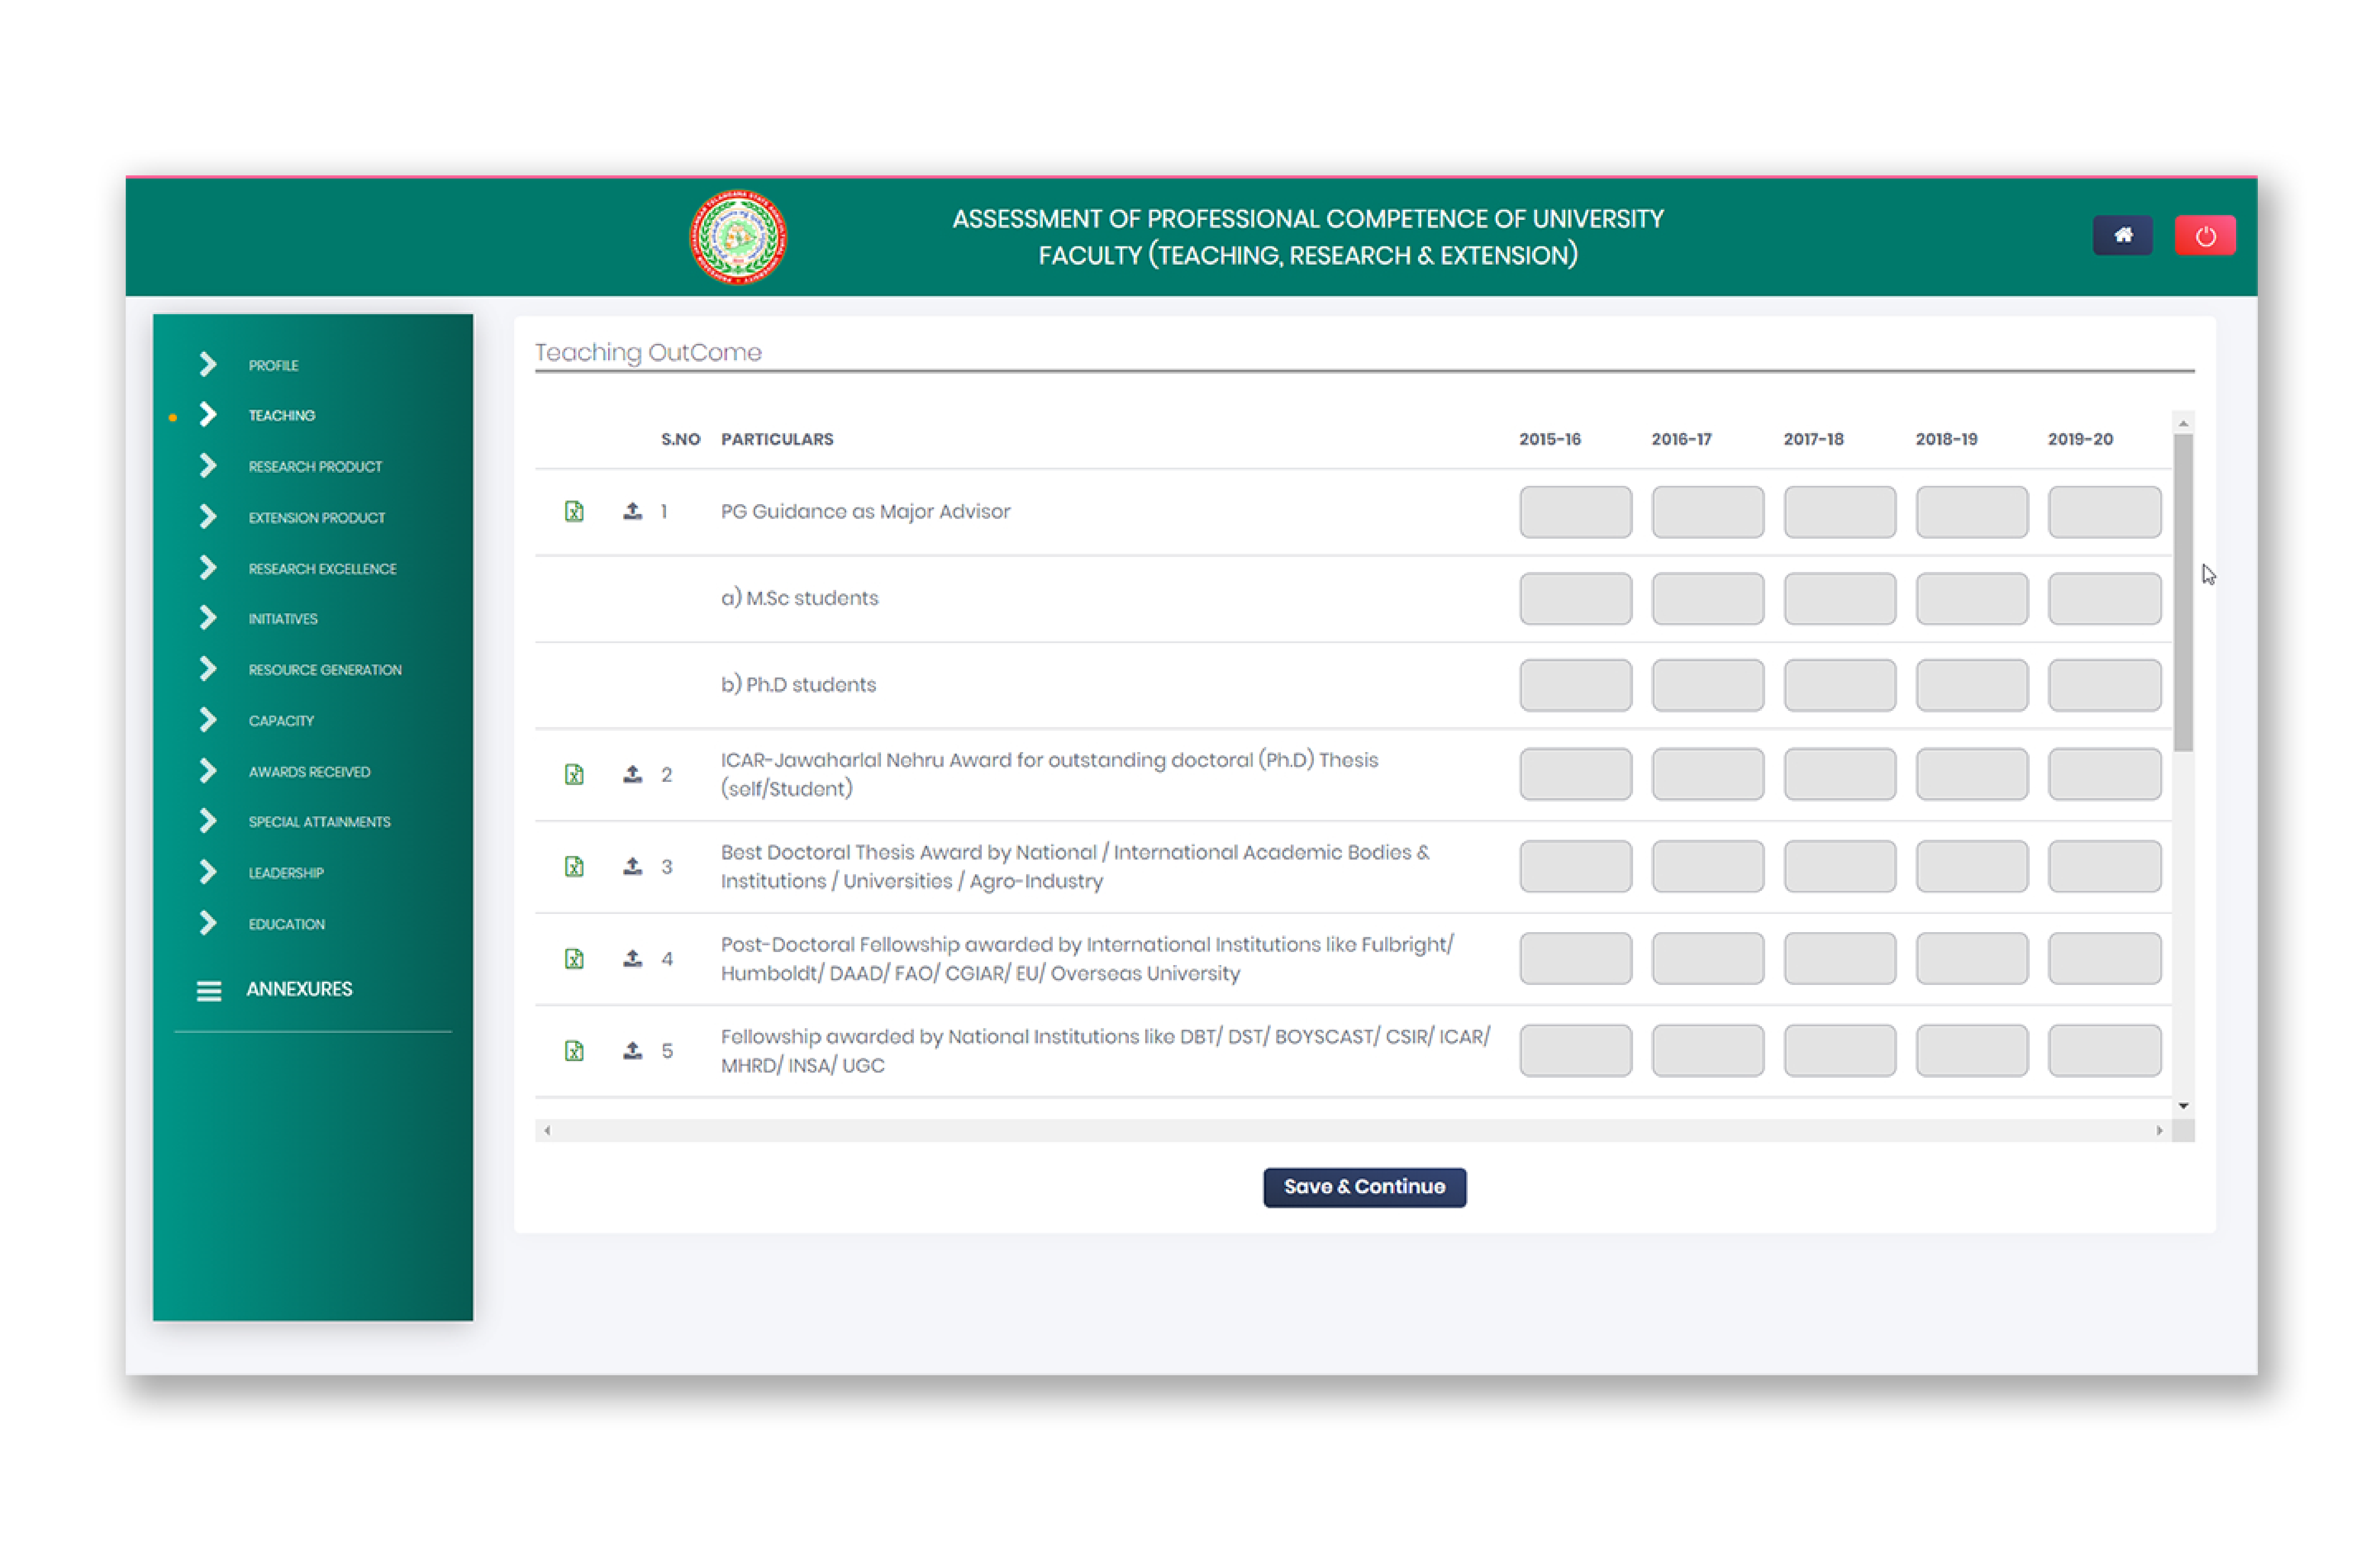 ASSESSMENT OF PROFESSIONAL COMPETENCE OF UNIVERSITY
FACULTY (TEACHING, RESEARCH & EXTENSION)
PROFILE
TEACHING
RESEARCH PRODUCT
EXTENSION PRODUCT
RESEARCH EXCELLENCE
INITIATIVES
RESOURCE GENERATION
CAPACITY
AWARDS RECEIVED
SPECIAL ATTAINMENTS
LEADERSHIP
EDUCATION
ANNEXURES
Teaching OutCome
S.NO PARTICULARS 2015-16 2016-17 2017-18 2018-19 2019-20
1 PG Guidance as Major Advisor
a) M.Sc students
b) Ph.D students
2 ICAR-Jawaharlal Nehru Award for outstanding doctoral (Ph.D) Thesis
(self/Student)
3 Best Doctoral Thesis Award by National / International Academic Bodies &
Institutions / Universities / Agro-Industry
4 Post-Doctoral Fellowship awarded by International Institutions like Fulbright/
Humboldt/ DAAD/ FAO/ CGIAR/ EU/ Overseas University
5 Fellowship awarded by National Institutions like DBT/ DST/ BOYSCAST/ CSIR/ ICAR/
MHRD/ INSA/ UGC
Save & Continue